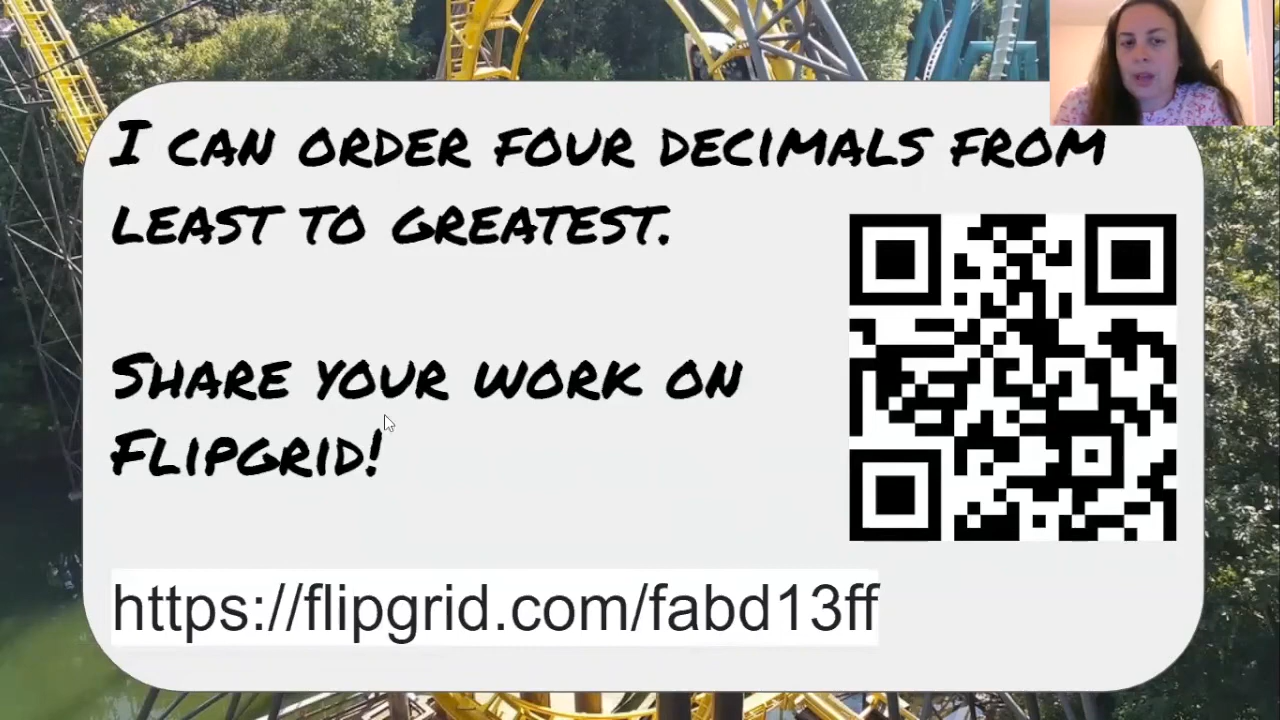 I can order four decimals from
least to greatest.
Share your work on
Flipgrid!
https://flipgrid.com/fabd13ff